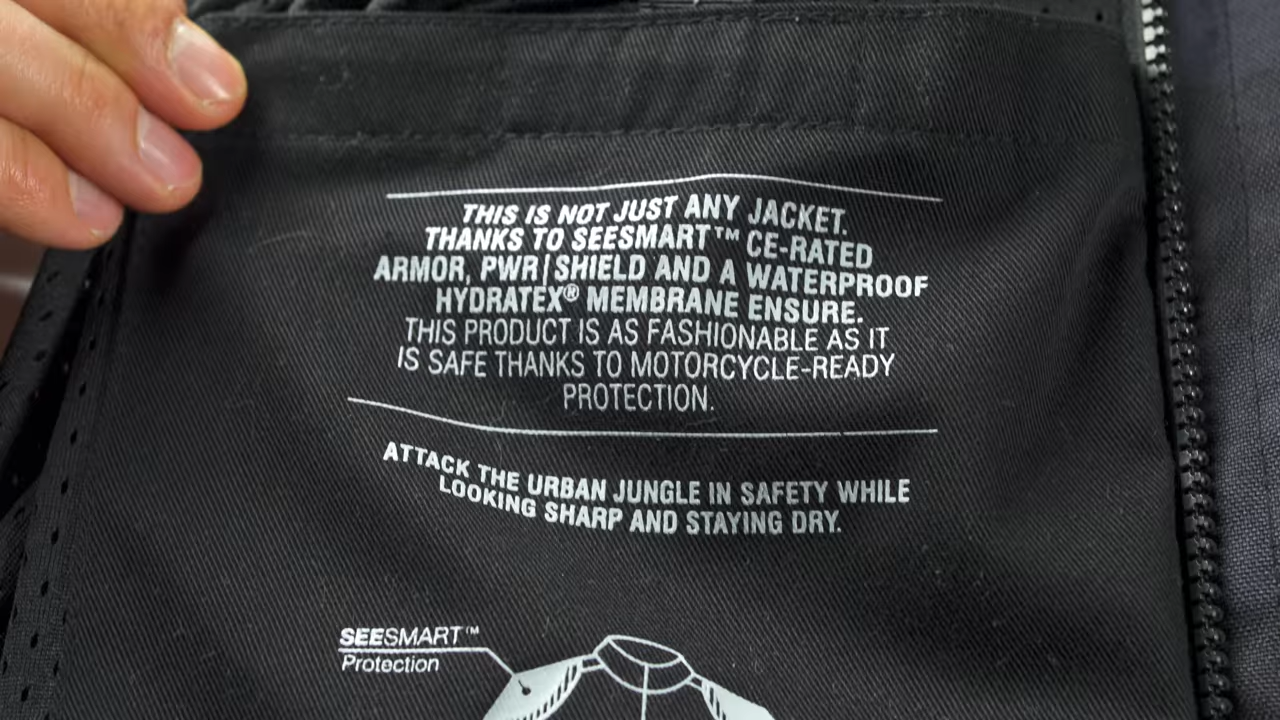 THIS IS NOT JUST ANY JACKET.
THANKS TO SEESMART™ CE-RATED
ARMOR, PWR|SHIELD AND A WATERPROOF
HYDRATEX® MEMBRANE ENSURE.
THIS PRODUCT IS AS FASHIONABLE AS IT
IS SAFE THANKS TO MOTORCYCLE-READY
PROTECTION.
ATTACK THE URBAN JUNGLE IN SAFETY WHILE
LOOKING SHARP AND STAYING DRY.
SEESMART™
Protection